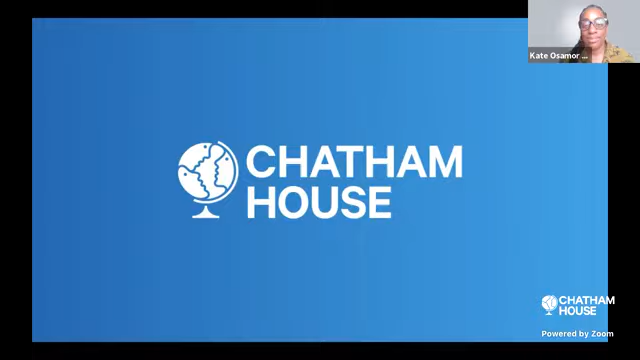 Kate Osamor ...
CHATHAM
HOUSE
CHATHAM
HOUSE
Powered by Zoom